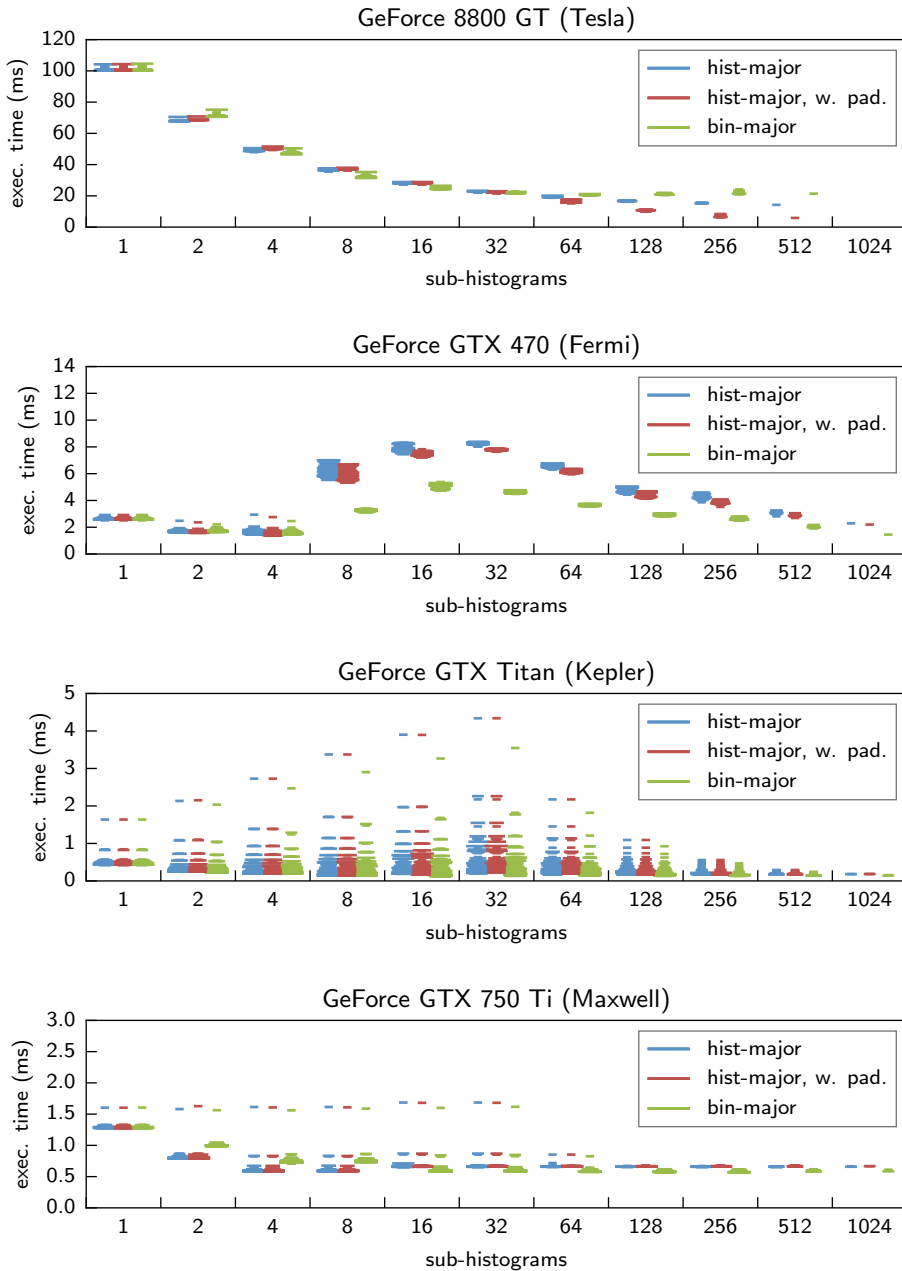 GeForce 8800 GT (Tesla)
120
100
80
60
40
20
0
exec. time (ms)
hist-major
hist-major, w. pad.
bin-major
1 2 4 8 16 32 64 128 256 512 1024
sub-histograms
GeForce GTX 470 (Fermi)
14
12
10
8
6
4
2
0
exec. time (ms)
hist-major
hist-major, w. pad.
bin-major
1 2 4 8 16 32 64 128 256 512 1024
sub-histograms
GeForce GTX Titan (Kepler)
5
4
3
2
1
0
exec. time (ms)
hist-major
hist-major, w. pad.
bin-major
1 2 4 8 16 32 64 128 256 512 1024
sub-histograms
GeForce GTX 750 Ti (Maxwell)
3.0
2.5
2.0
1.5
1.0
0.5
0.0
exec. time (ms)
hist-major
hist-major, w. pad.
bin-major
1 2 4 8 16 32 64 128 256 512 1024
sub-histograms